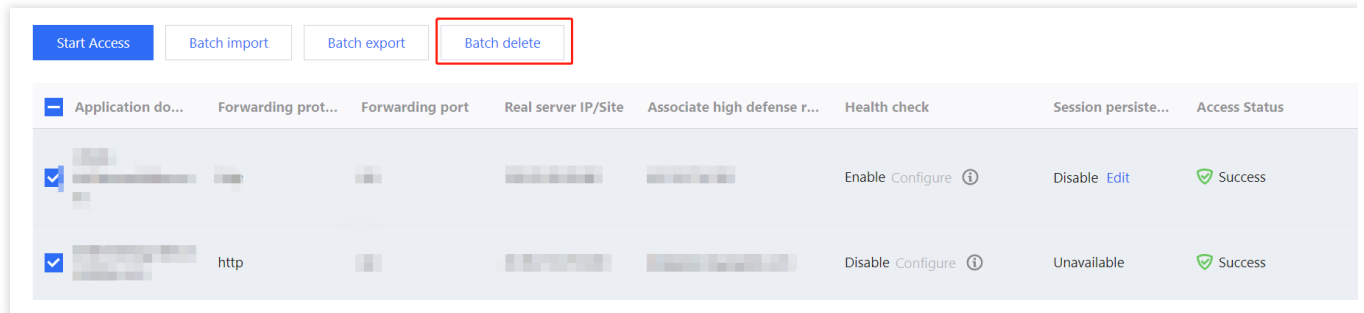 Start Access Batch import Batch export Batch delete
Application do... Forwarding prot... Forwarding port Real server IP/Site Associate high defense r... Health check Session persiste... Access Status
Enable Configure Disable Edit Success
http Disable Configure Unavailable Success